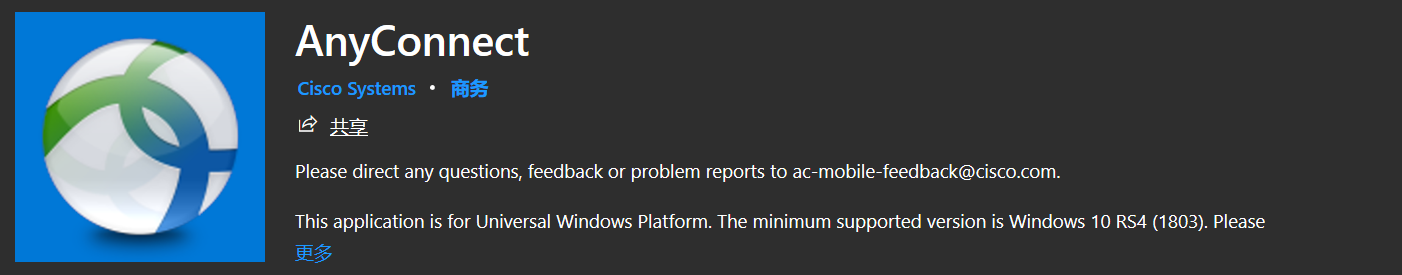 AnyConnect
Cisco Systems • 商务
共享
Please direct any questions, feedback or problem reports to ac-mobile-feedback@cisco.com.
This application is for Universal Windows Platform. The minimum supported version is Windows 10 RS4 (1803). Please
更多